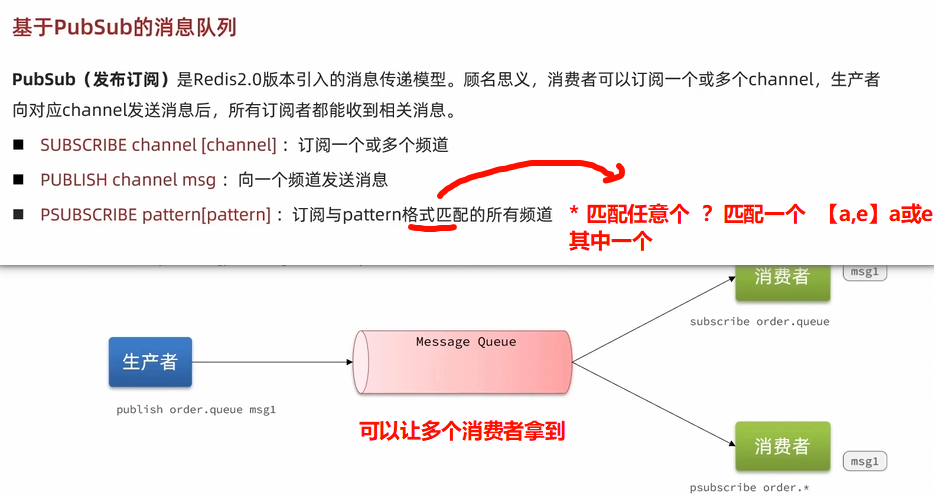 基于PubSub的消息队列
PubSub（发布订阅）是Redis2.0版本引入的消息传递模型。顾名思义，消费者可以订阅一个或多个channel，生产者
向对应channel发送消息后，所有订阅者都能收到相关消息。
■ SUBSCRIBE channel [channel] ：订阅一个或多个频道
■ PUBLISH channel msg ：向一个频道发送消息
■ PSUBSCRIBE pattern[pattern] ：订阅与pattern格式匹配的所有频道
* 匹配任意个 ？ 匹配一个 【a,e】a或e
其中一个
消费者
msg1
subscribe order.queue
Message Queue
生产者
publish order.queue msg1
可以让多个消费者拿到
消费者
msg1
psubscribe order.*